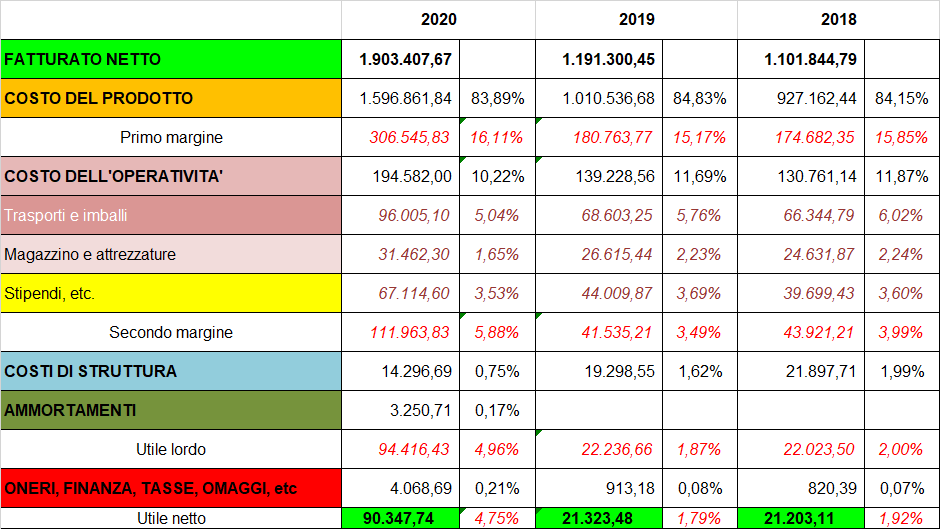 2020 2019 2018
FATTURATO NETTO 1.903.407,67 1.191.300,45 1.101.844,79
COSTO DEL PRODOTTO 1.596.861,84 83,89% 1.010.536,68 84,83% 927.162,44 84,15%
Primo margine 306.545,83 16,11% 180.763,77 15,17% 174.682,35 15,85%
COSTO DELL'OPERATIVITA' 194.582,00 10,22% 139.228,56 11,69% 130.761,14 11,87%
Trasporti e imballi 96.005,10 5,04% 68.603,25 5,76% 66.344,79 6,02%
Magazzino e attrezzature 31.462,30 1,65% 26.615,44 2,23% 24.631,87 2,24%
Stipendi, etc. 67.114,60 3,53% 44.009,87 3,69% 39.699,43 3,60%
Secondo margine 111.963,83 5,88% 41.535,21 3,49% 43.921,21 3,99%
COSTI DI STRUTTURA 14.296,69 0,75% 19.298,55 1,62% 21.897,71 1,99%
AMMORTAMENTI 3.250,71 0,17%
Utile lordo 94.416,43 4,96% 22.236,66 1,87% 22.023,50 2,00%
ONERI, FINANZA, TASSE, OMAGGI, etc 4.068,69 0,21% 913,18 0,08% 820,39 0,07%
Utile netto 90.347,74 4,75% 21.323,48 1,79% 21.203,11 1,92%